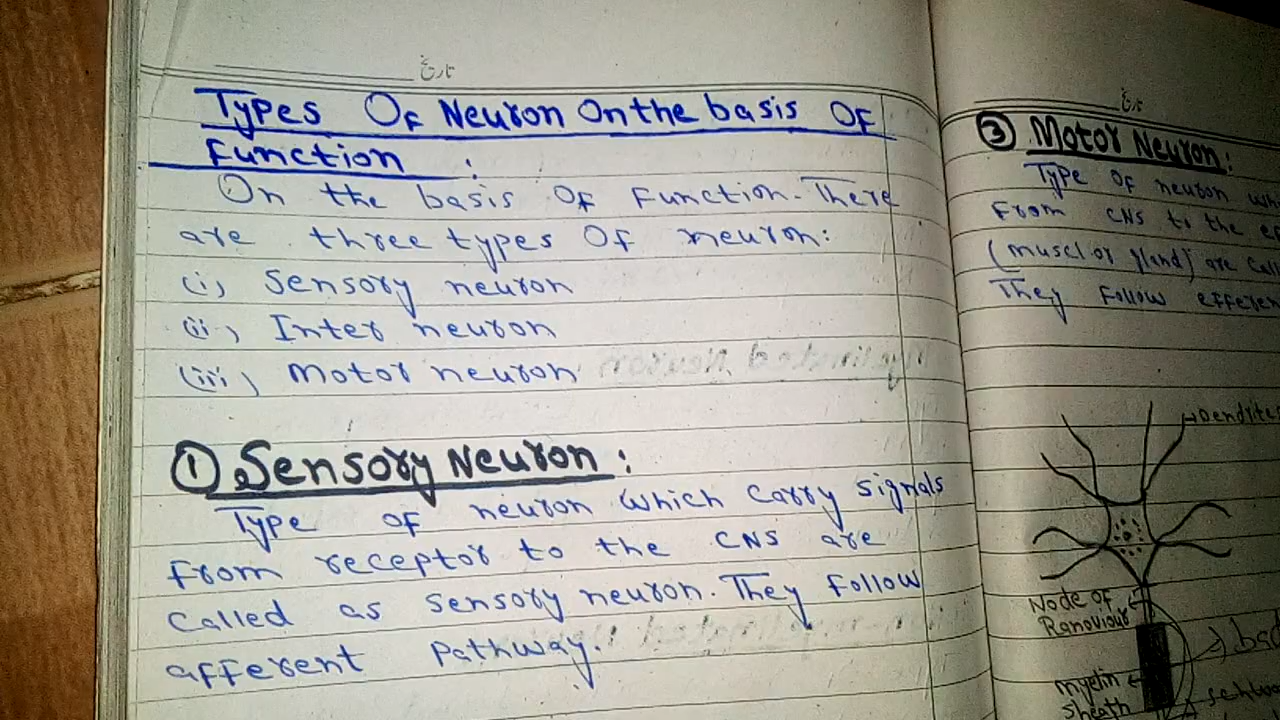 تاریخ
Types Of Neuron On the basis Of
Function :
On the basis Of Function. There
are three types Of neuron:
(i) Sensory neuron
(ii) Inter neuron
(iii) Motor neuron
① Sensory Neuron :
Type of neuron which carry signals
from receptor to the CNS are
called as sensory neuron. They follow
afferent pathway.
تاریخ
③ Motor Neuron :
Type of neuron
From CNS to the
(muscl or gland) are
They follow
Dendrite
Node of
Ranoviour
myelin
sheath